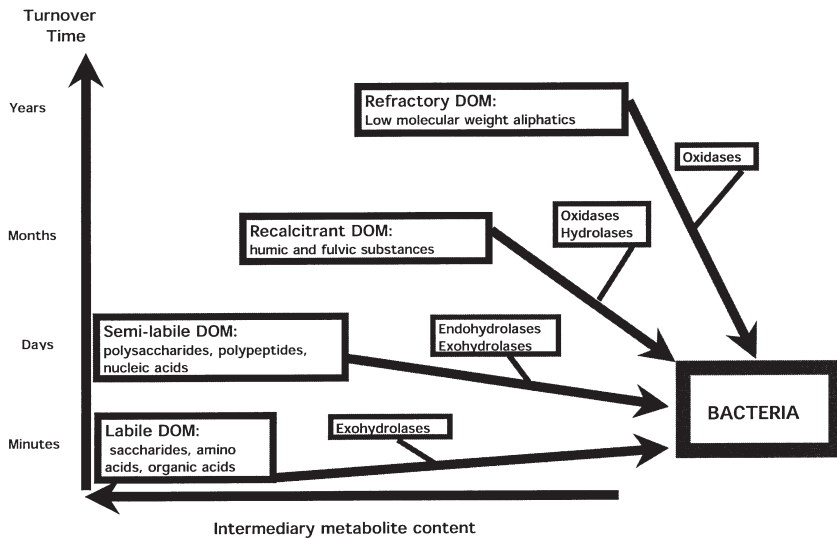 Turnover
Time
Years
Refractory DOM:
Low molecular weight aliphatics
Oxidases
Months
Recalcitrant DOM:
humic and fulvic substances
Oxidases
Hydrolases
Days
Semi-labile DOM:
polysaccharides, polypeptides,
nucleic acids
Endohydrolases
Exohydrolases
Minutes
Labile DOM:
saccharides, amino
acids, organic acids
Exohydrolases
BACTERIA
Intermediary metabolite content